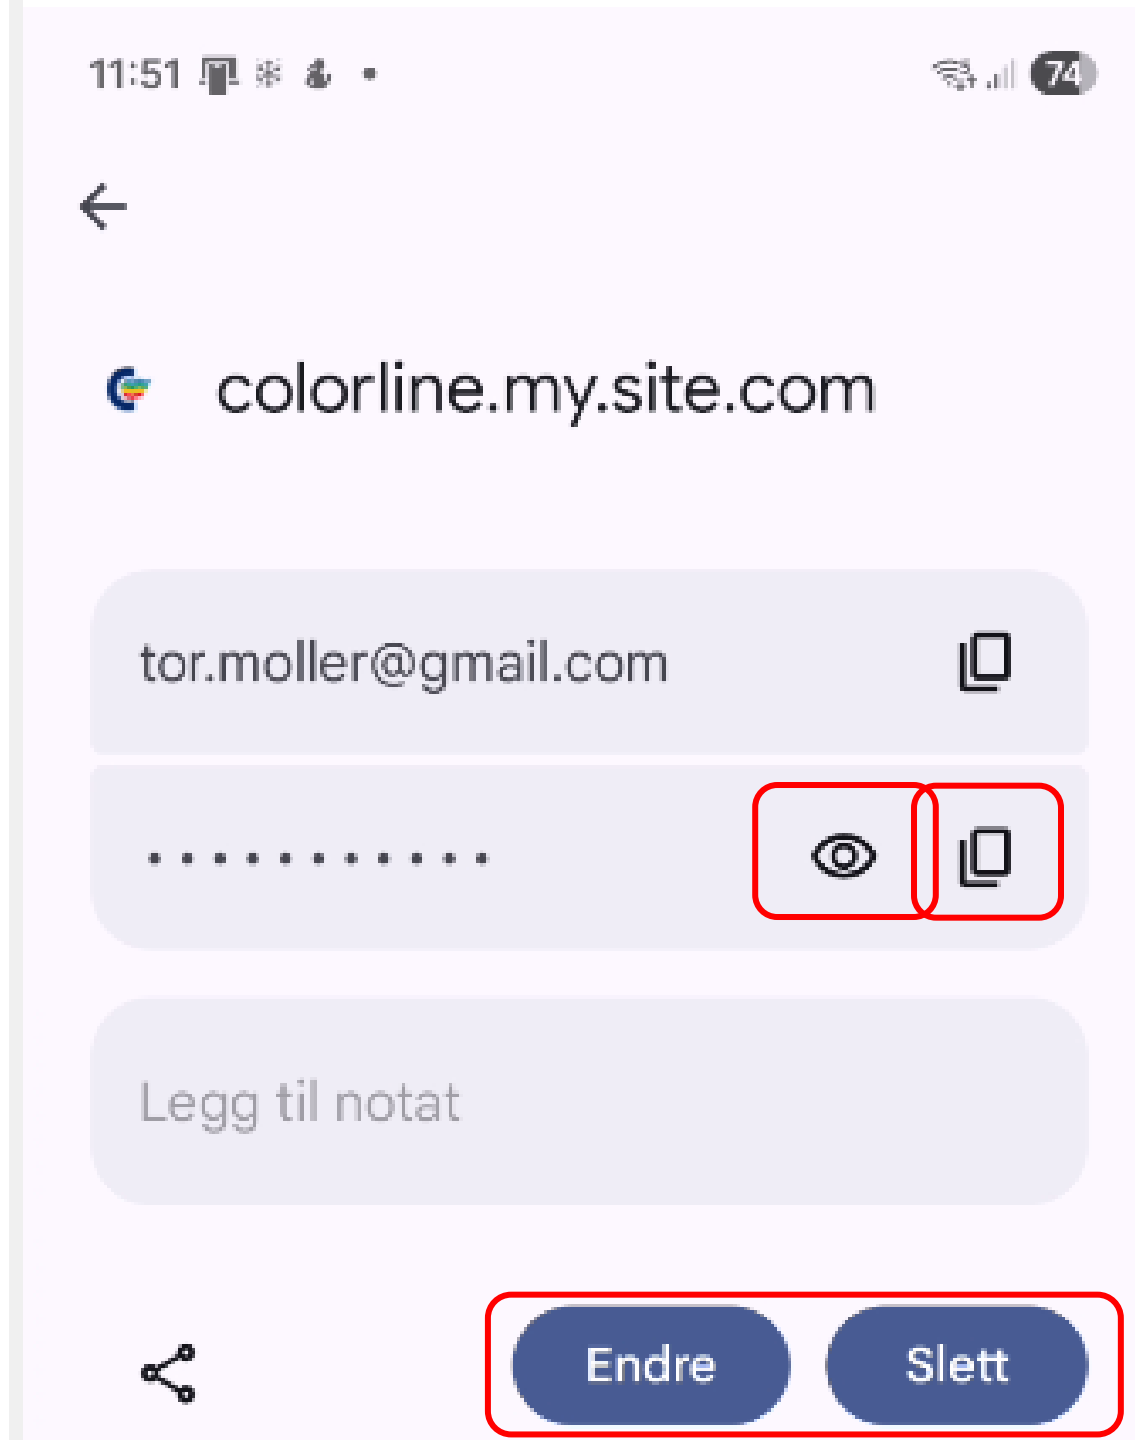 11:51
74
colorline.my.site.com
tor.moller@gmail.com
• • • • • • • • • • •
Legg til notat
Endre Slett